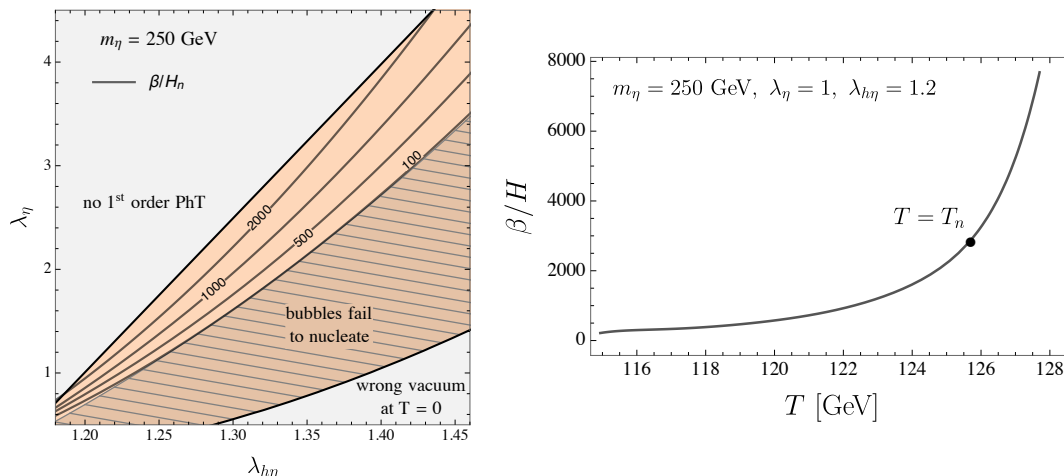 m_η = 250 GeV
β/H_n
no 1^st order PhT
2000
1000
500
100
bubbles fail
to nucleate
wrong vacuum
at T = 0
4
3
2
1
λ_η
1.20 1.25 1.30 1.35 1.40 1.45
λ_hη
m_η = 250 GeV, λ_η = 1, λ_hη = 1.2
T = T_n
8000
6000
4000
2000
0
β/H
116 118 120 122 124 126 128
T [GeV]